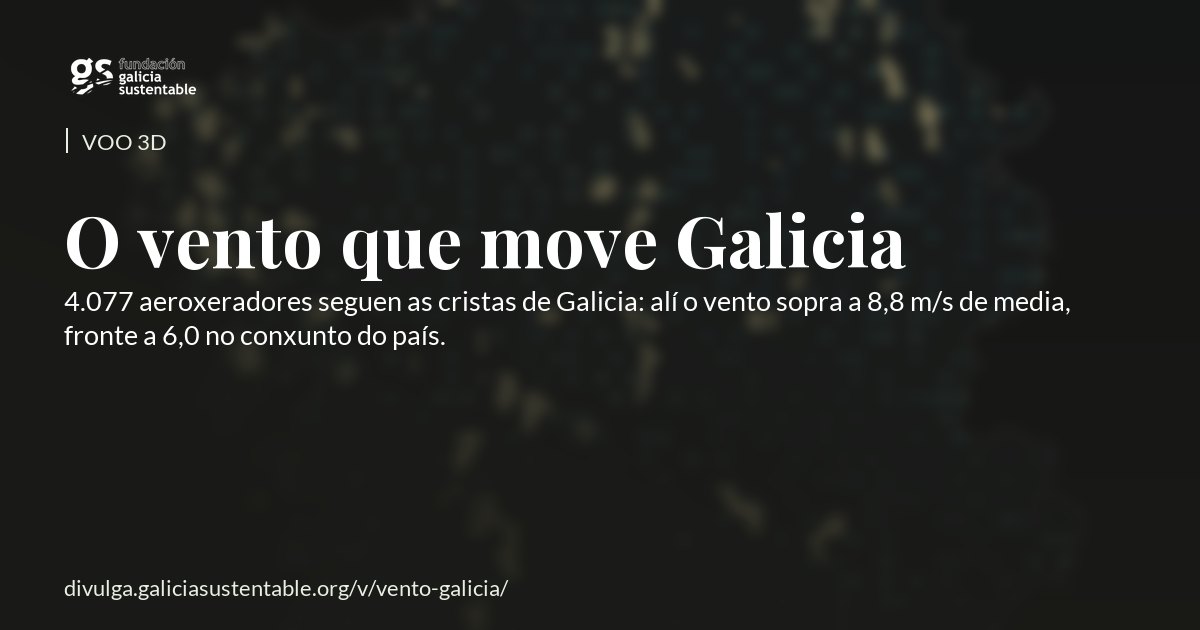 gs
fundación
galicia
sustentable
VOO 3D
O vento que move Galicia
4.077 aeroxeradores seguen as cristas de Galicia: alí o vento sopra a 8,8 m/s de media,
fronte a 6,0 no conxunto do país.
divulga.galiciasustentable.org/v/vento-galicia/